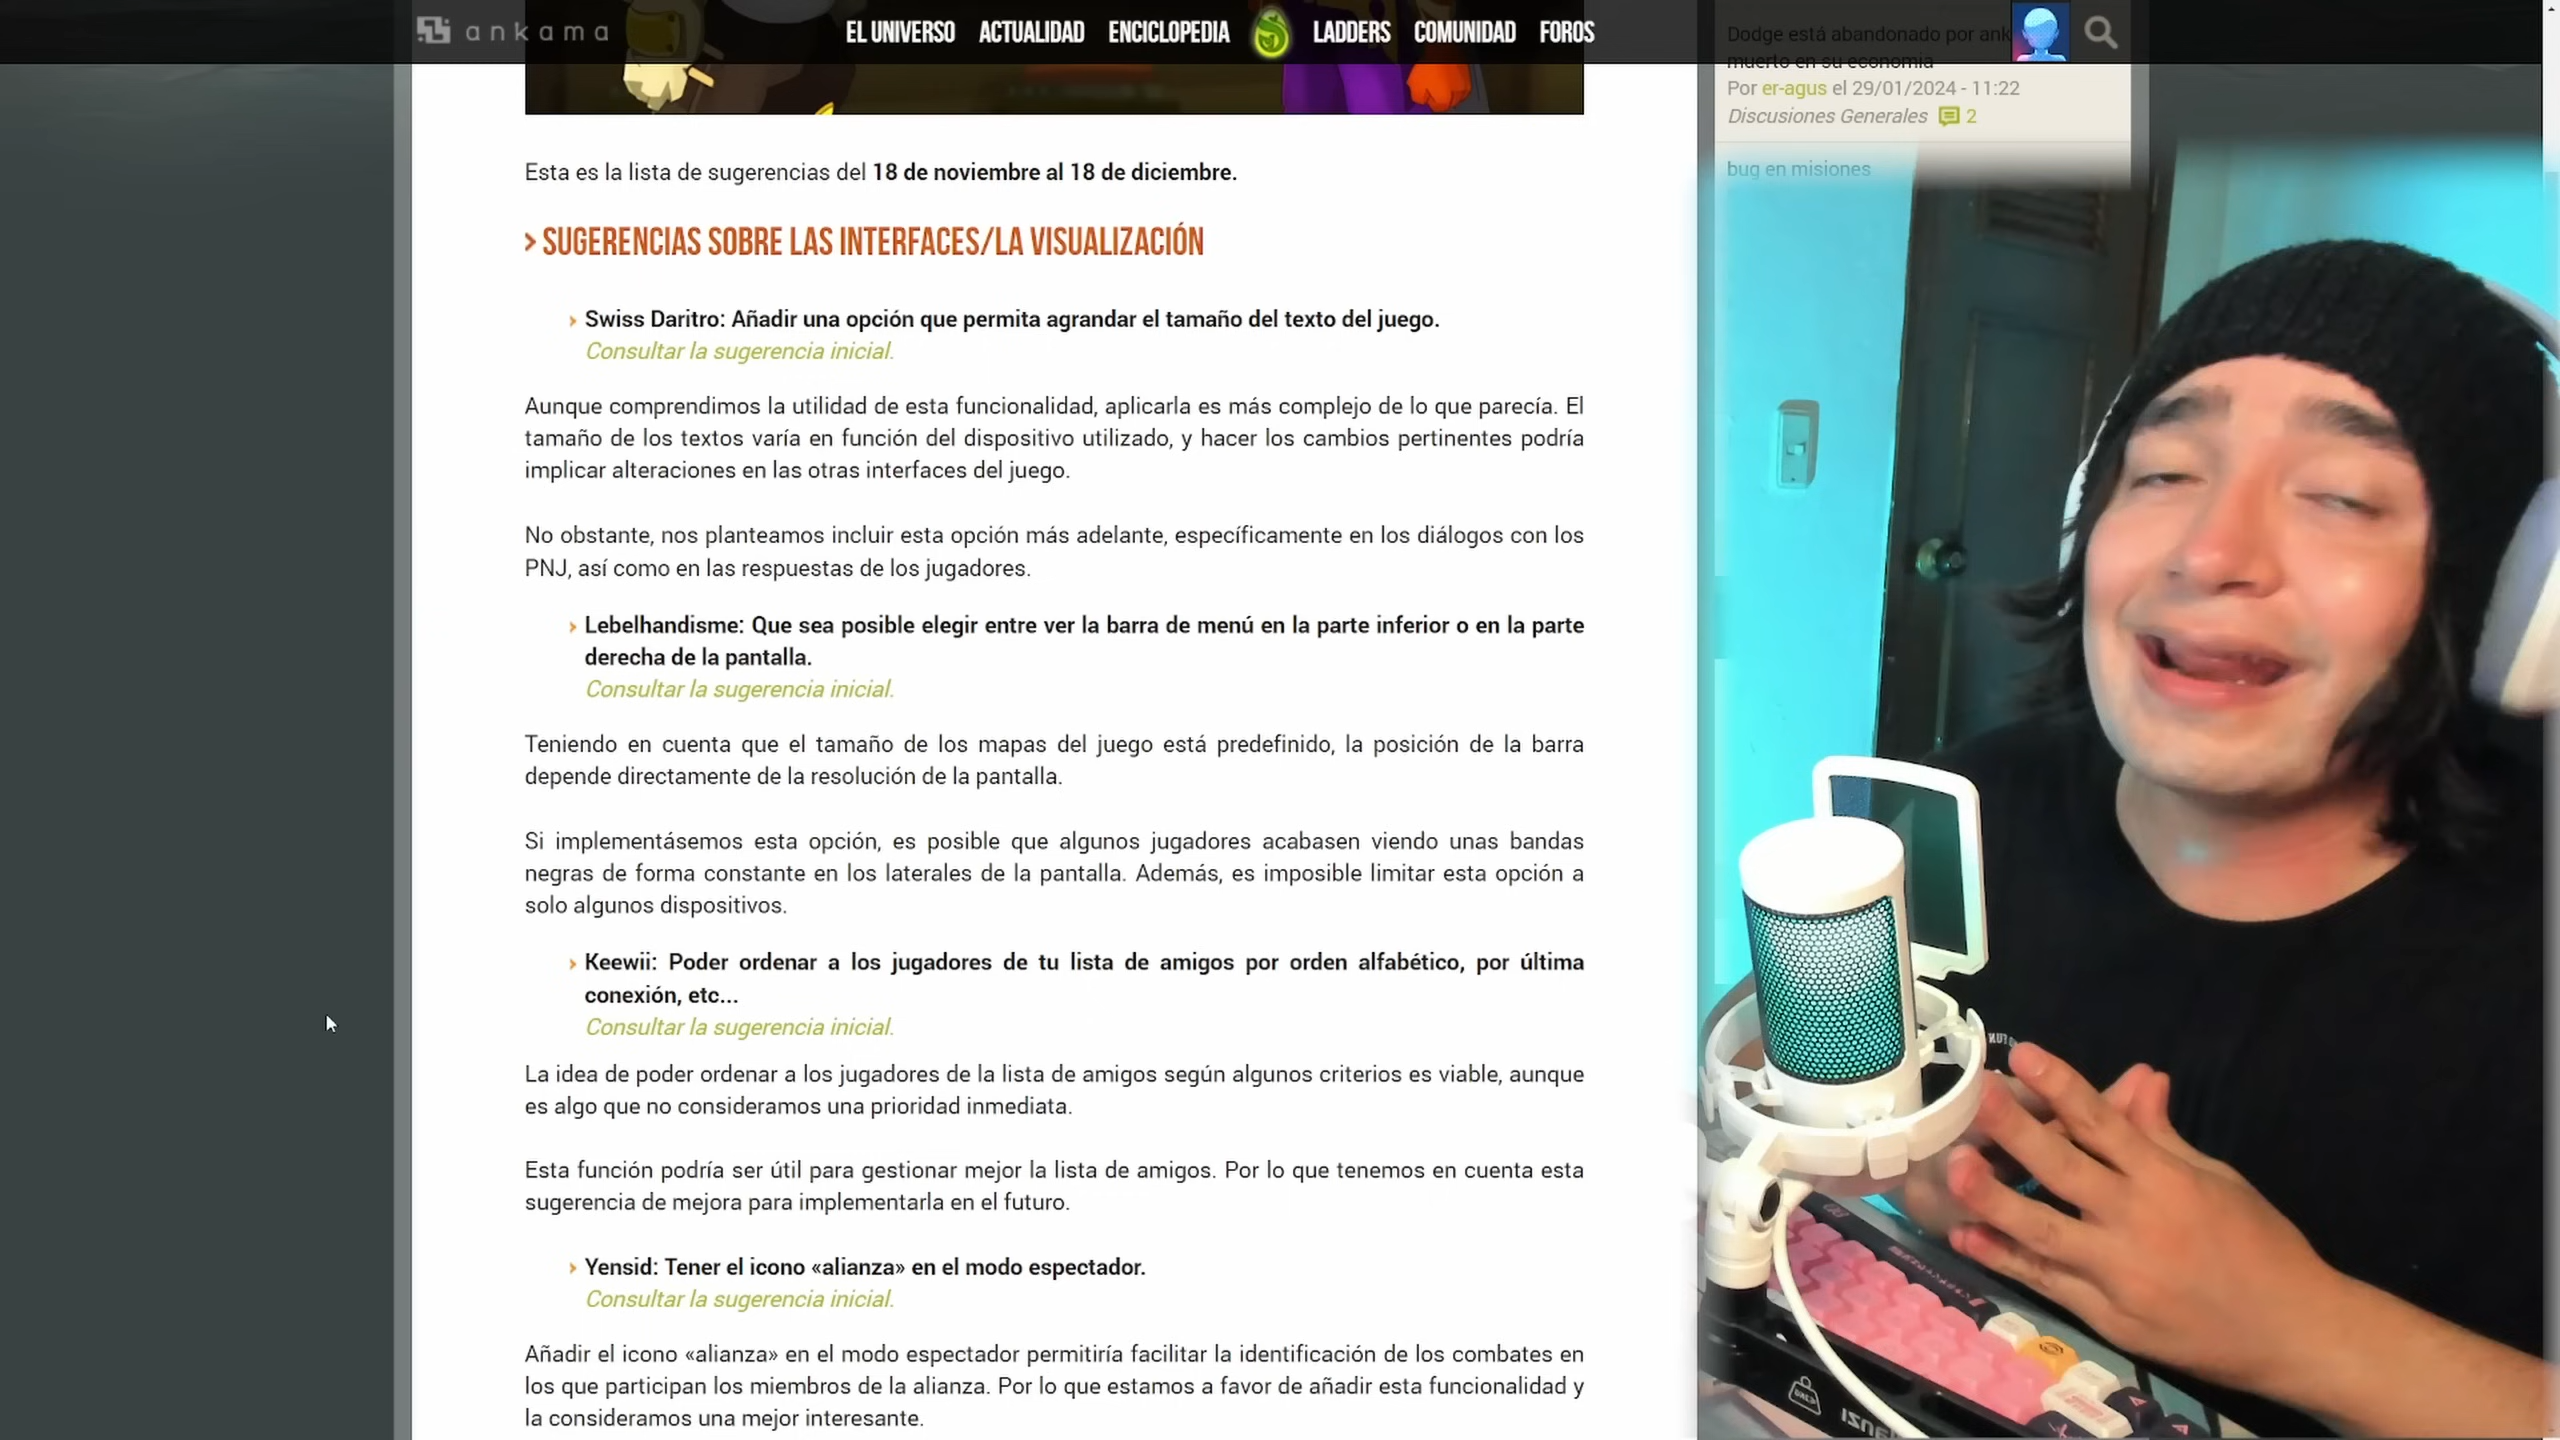 ankama
EL UNIVERSO ACTUALIDAD ENCICLOPEDIA LADDERS COMUNIDAD FOROS
Dodge está abandonado por ank
muerto en su economia
Por er-agus el 29/01/2024 - 11:22
Discusiones Generales 2
bug en misiones
Esta es la lista de sugerencias del 18 de noviembre al 18 de diciembre.
> SUGERENCIAS SOBRE LAS INTERFACES/LA VISUALIZACIÓN
› Swiss Daritro: Añadir una opción que permita agrandar el tamaño del texto del juego.
Consultar la sugerencia inicial.
Aunque comprendimos la utilidad de esta funcionalidad, aplicarla es más complejo de lo que parecía. El
tamaño de los textos varía en función del dispositivo utilizado, y hacer los cambios pertinentes podría
implicar alteraciones en las otras interfaces del juego.
No obstante, nos planteamos incluir esta opción más adelante, específicamente en los diálogos con los
PNJ, así como en las respuestas de los jugadores.
› Lebelhandisme: Que sea posible elegir entre ver la barra de menú en la parte inferior o en la parte
derecha de la pantalla.
Consultar la sugerencia inicial.
Teniendo en cuenta que el tamaño de los mapas del juego está predefinido, la posición de la barra
depende directamente de la resolución de la pantalla.
Si implementásemos esta opción, es posible que algunos jugadores acabasen viendo unas bandas
negras de forma constante en los laterales de la pantalla. Además, es imposible limitar esta opción a
solo algunos dispositivos.
› Keewii: Poder ordenar a los jugadores de tu lista de amigos por orden alfabético, por última
conexión, etc...
Consultar la sugerencia inicial.
La idea de poder ordenar a los jugadores de la lista de amigos según algunos criterios es viable, aunque
es algo que no consideramos una prioridad inmediata.
Esta función podría ser útil para gestionar mejor la lista de amigos. Por lo que tenemos en cuenta esta
sugerencia de mejora para implementarla en el futuro.
› Yensid: Tener el icono «alianza» en el modo espectador.
Consultar la sugerencia inicial.
Añadir el icono «alianza» en el modo espectador permitiría facilitar la identificación de los combates en
los que participan los miembros de la alianza. Por lo que estamos a favor de añadir esta funcionalidad y
la consideramos una mejor interesante.